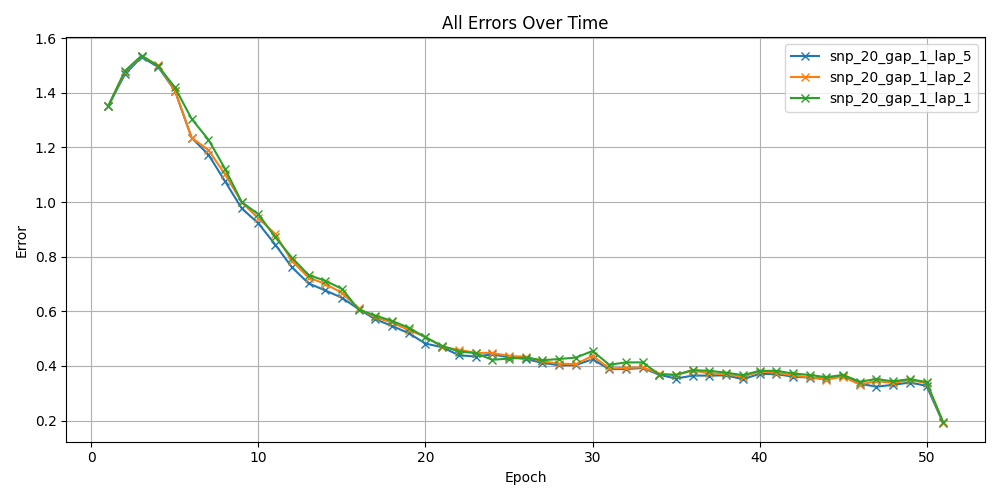 All Errors Over Time
snp_20_gap_1_lap_5
snp_20_gap_1_lap_2
snp_20_gap_1_lap_1
Error
1.6
1.4
1.2
1.0
0.8
0.6
0.4
0.2
0 10 20 30 40 50
Epoch